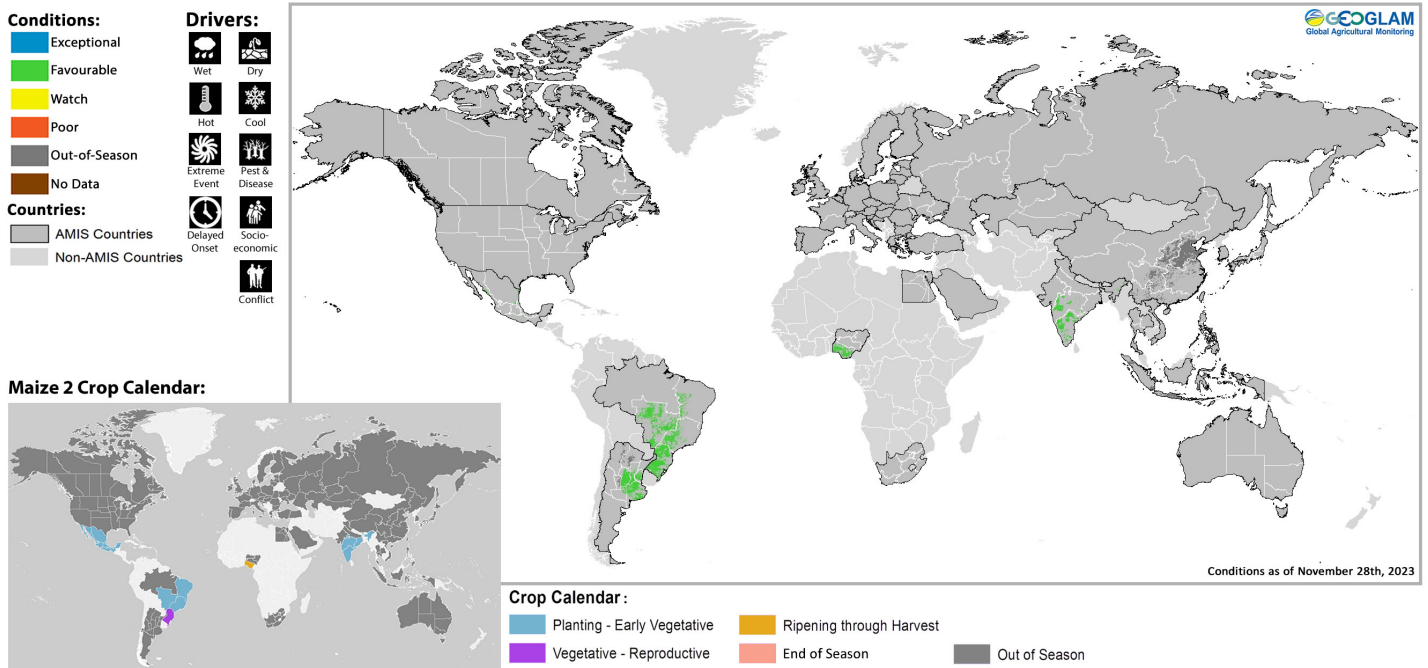 Conditions:
Exceptional
Favourable
Watch
Poor
Out-of-Season
No Data
Countries:
AMIS Countries
Non-AMIS Countries
Drivers:
Wet
Dry
Hot
Cool
Extreme
Event
Pest &
Disease
Delayed
Onset
Socio-
economic
Conflict
GEOGLAM
Global Agricultural Monitoring
Conditions as of November 28th, 2023
Maize 2 Crop Calendar:
Crop Calendar :
Planting - Early Vegetative
Ripening through Harvest
Vegetative - Reproductive
End of Season
Out of Season